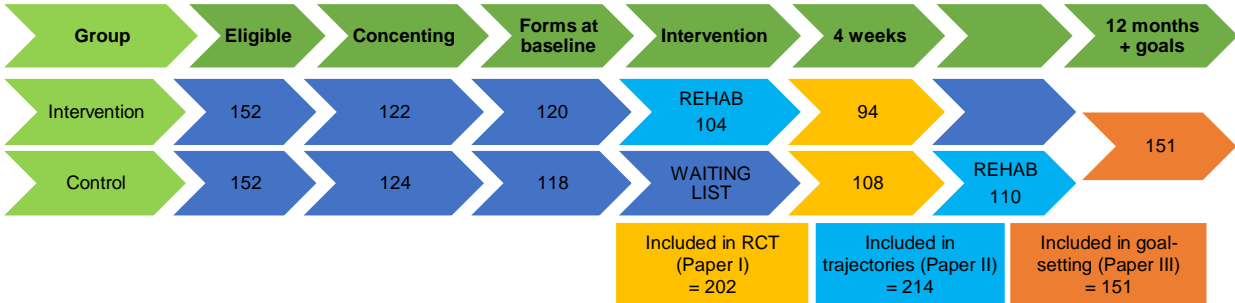 Group
Eligible
Concenting
Forms at
baseline
Intervention
4 weeks
12 months
+ goals
Intervention
152
122
120
REHAB
104
94
151
Control
152
124
118
WAITING
LIST
108
REHAB
110
Included in RCT
(Paper I)
= 202
Included in
trajectories (Paper II)
= 214
Included in goal-
setting (Paper III)
= 151